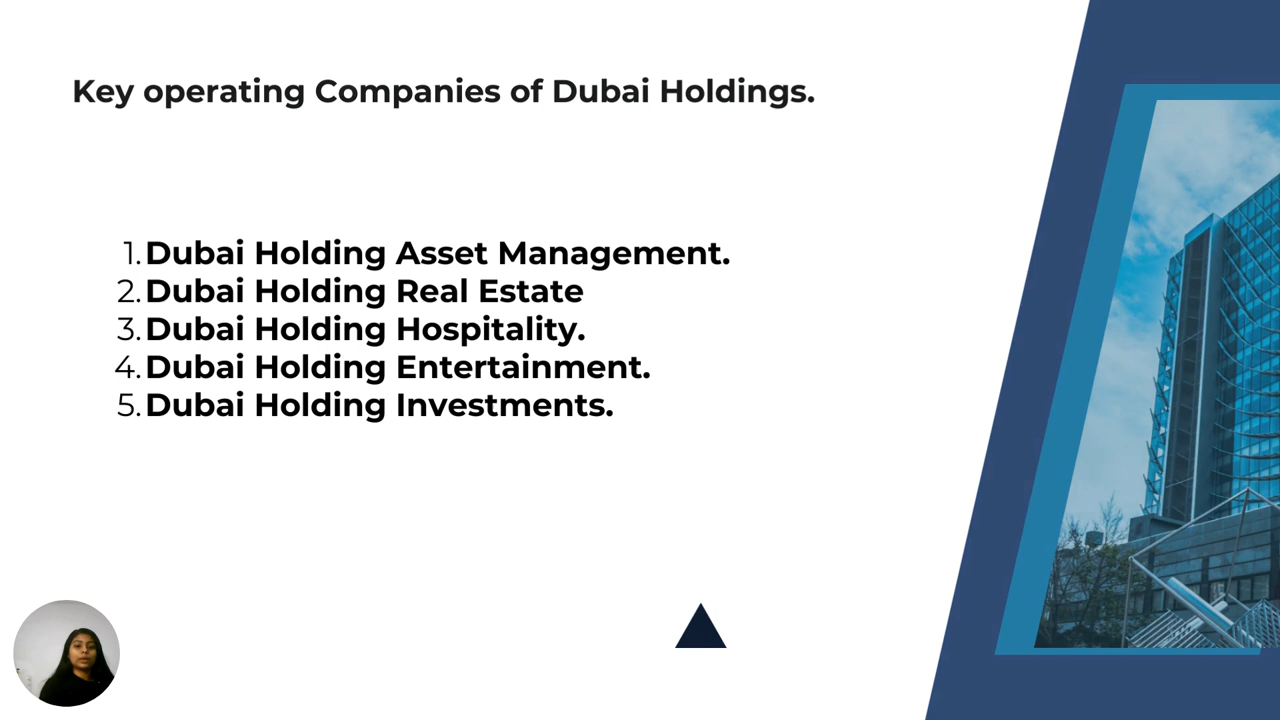 Key operating Companies of Dubai Holdings.
1. Dubai Holding Asset Management.
2. Dubai Holding Real Estate
3. Dubai Holding Hospitality.
4. Dubai Holding Entertainment.
5. Dubai Holding Investments.